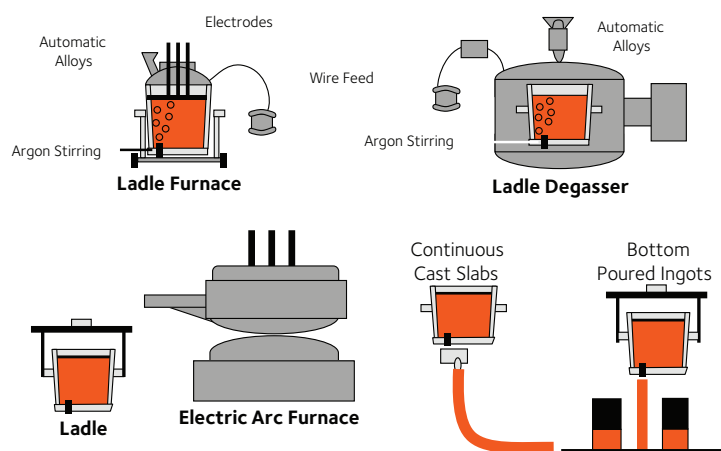 Electrodes
Automatic
Alloys
Argon Stirring
Ladle Furnace
Wire Feed
Automatic
Alloys
Argon Stirring
Ladle Degasser
Ladle
Electric Arc Furnace
Continuous
Cast Slabs
Bottom
Poured Ingots